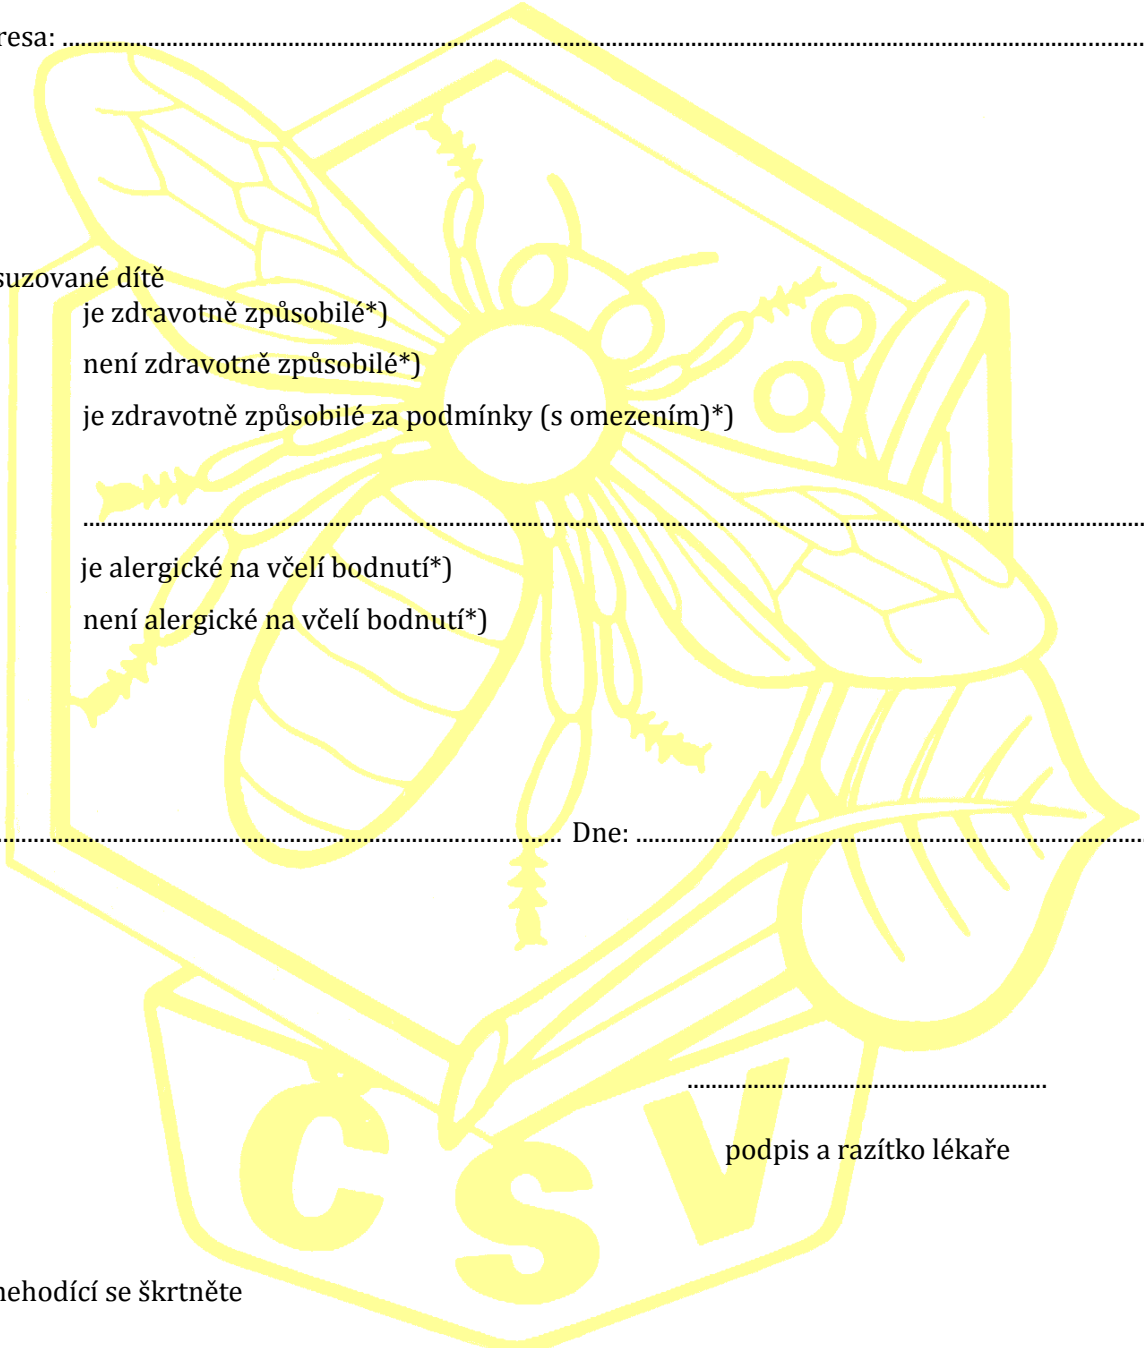 resa: ........................................................................................................................
suzované dítě
je zdravotně způsobilé*)
není zdravotně způsobilé*)
je zdravotně způsobilé za podmínky (s omezením)*)
........................................................................................................................
je alergické na včelí bodnutí*)
není alergické na včelí bodnutí*)
............................................................ Dne: ............................................................
............................................................
podpis a razítko lékaře
ČSV
nehodící se škrtněte